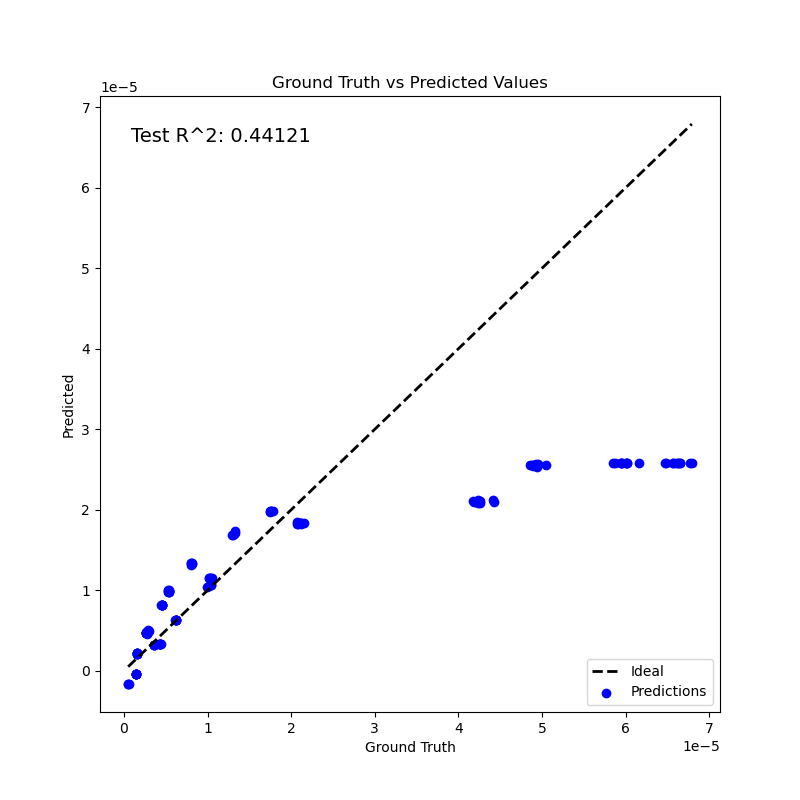 Ground Truth vs Predicted Values
1e−5
7
6
5
4
3
2
1
0
Predicted
Test R^2: 0.44121
Ideal
Predictions
0 1 2 3 4 5 6 7
1e−5
Ground Truth